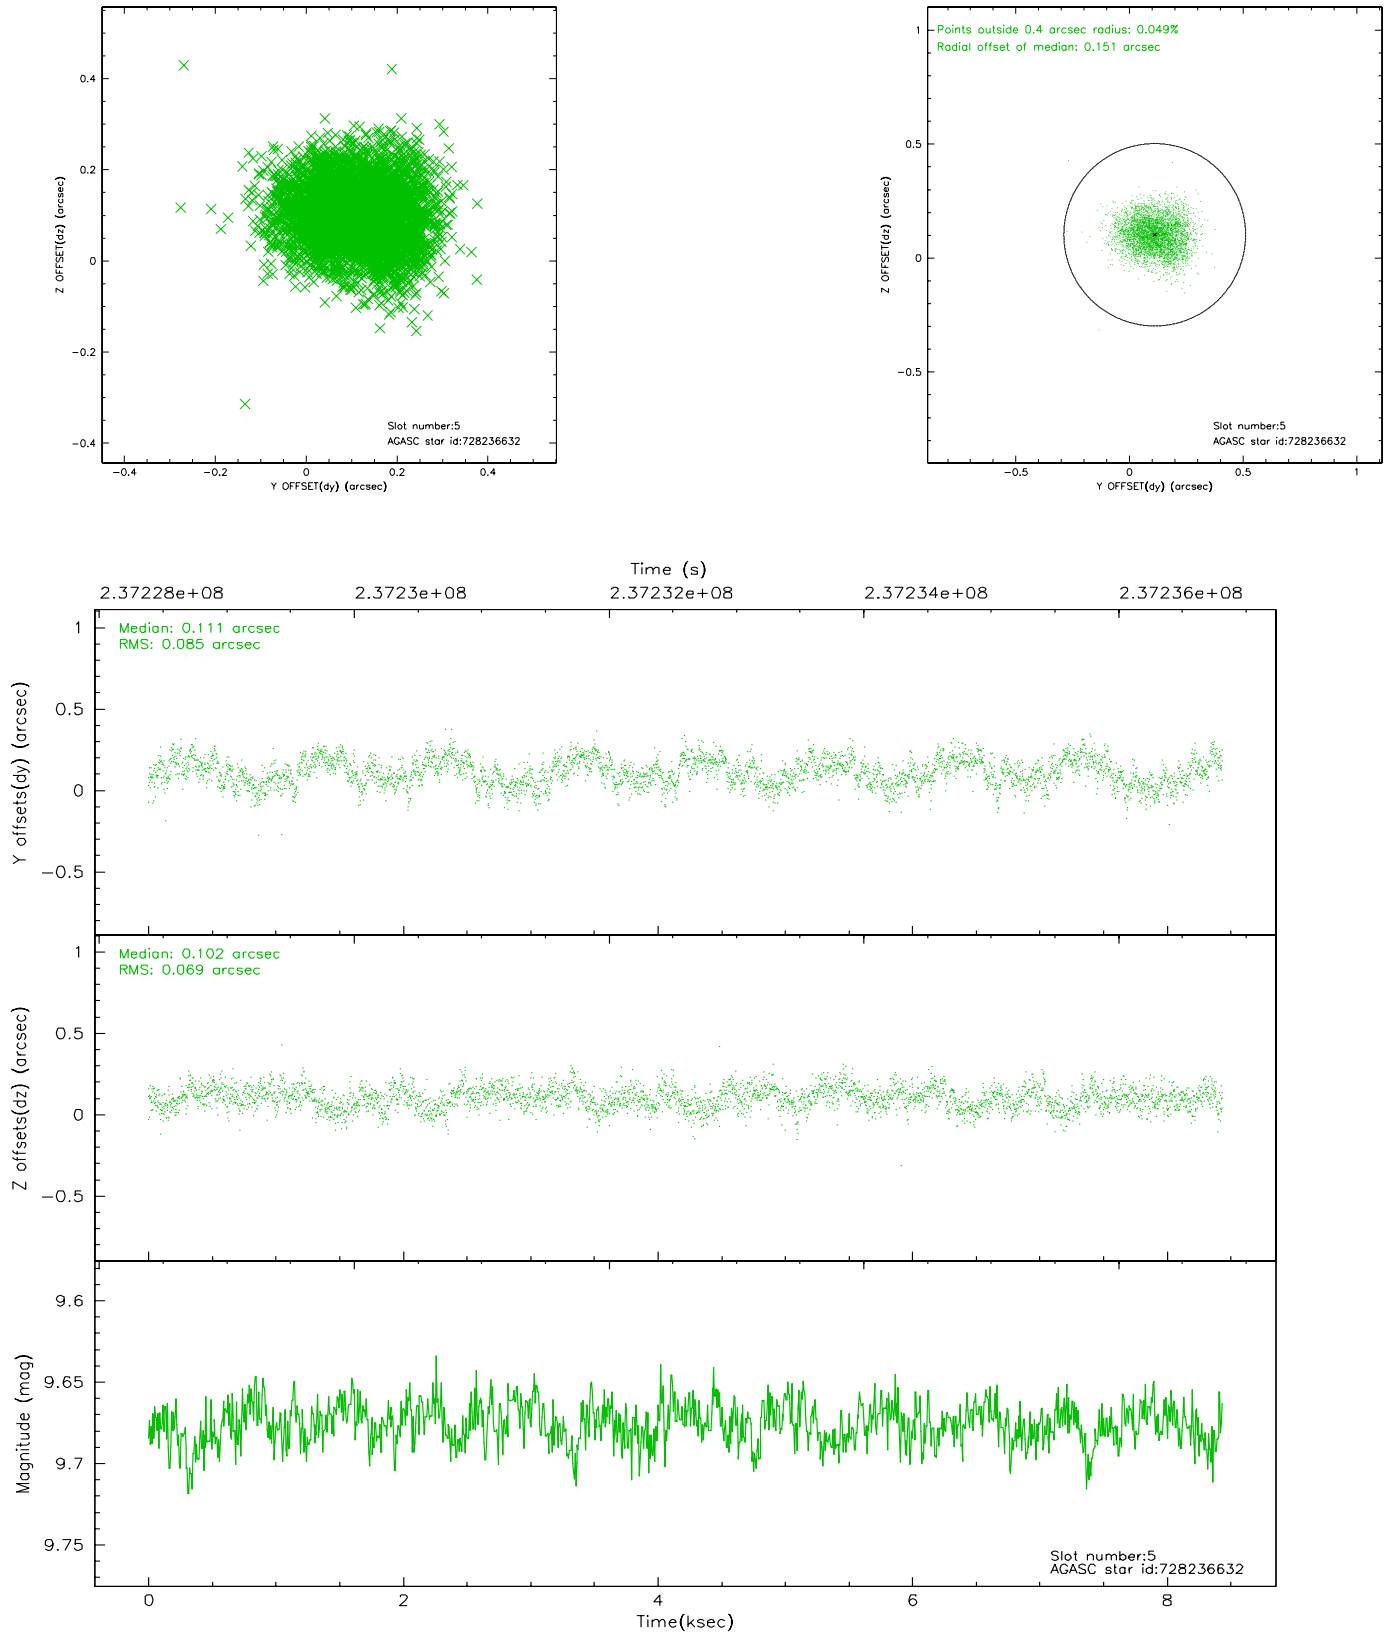 0.4
0.2
0
−0.2
−0.4
Z OFFSET(dz) (arcsec)
Slot number:5
AGASC star id:728236632
−0.4 −0.2 0 0.2 0.4
Y OFFSET(dy) (arcsec)
Points outside 0.4 arcsec radius: 0.049%
Radial offset of median: 0.151 arcsec
1
0.5
0
−0.5
Z OFFSET(dz) (arcsec)
Slot number:5
AGASC star id:728236632
−0.5 0 0.5 1
Y OFFSET(dy) (arcsec)
Time (s)
2.37228e+08 2.3723e+08 2.37232e+08 2.37234e+08 2.37236e+08
Median: 0.111 arcsec
RMS: 0.085 arcsec
1
0.5
0
−0.5
Y offsets(dy) (arcsec)
Median: 0.102 arcsec
RMS: 0.069 arcsec
1
0.5
0
−0.5
Z offsets(dz) (arcsec)
9.6
9.65
9.7
9.75
Magnitude (mag)
Slot number:5
AGASC star id:728236632
0 2 4 6 8
Time(ksec)